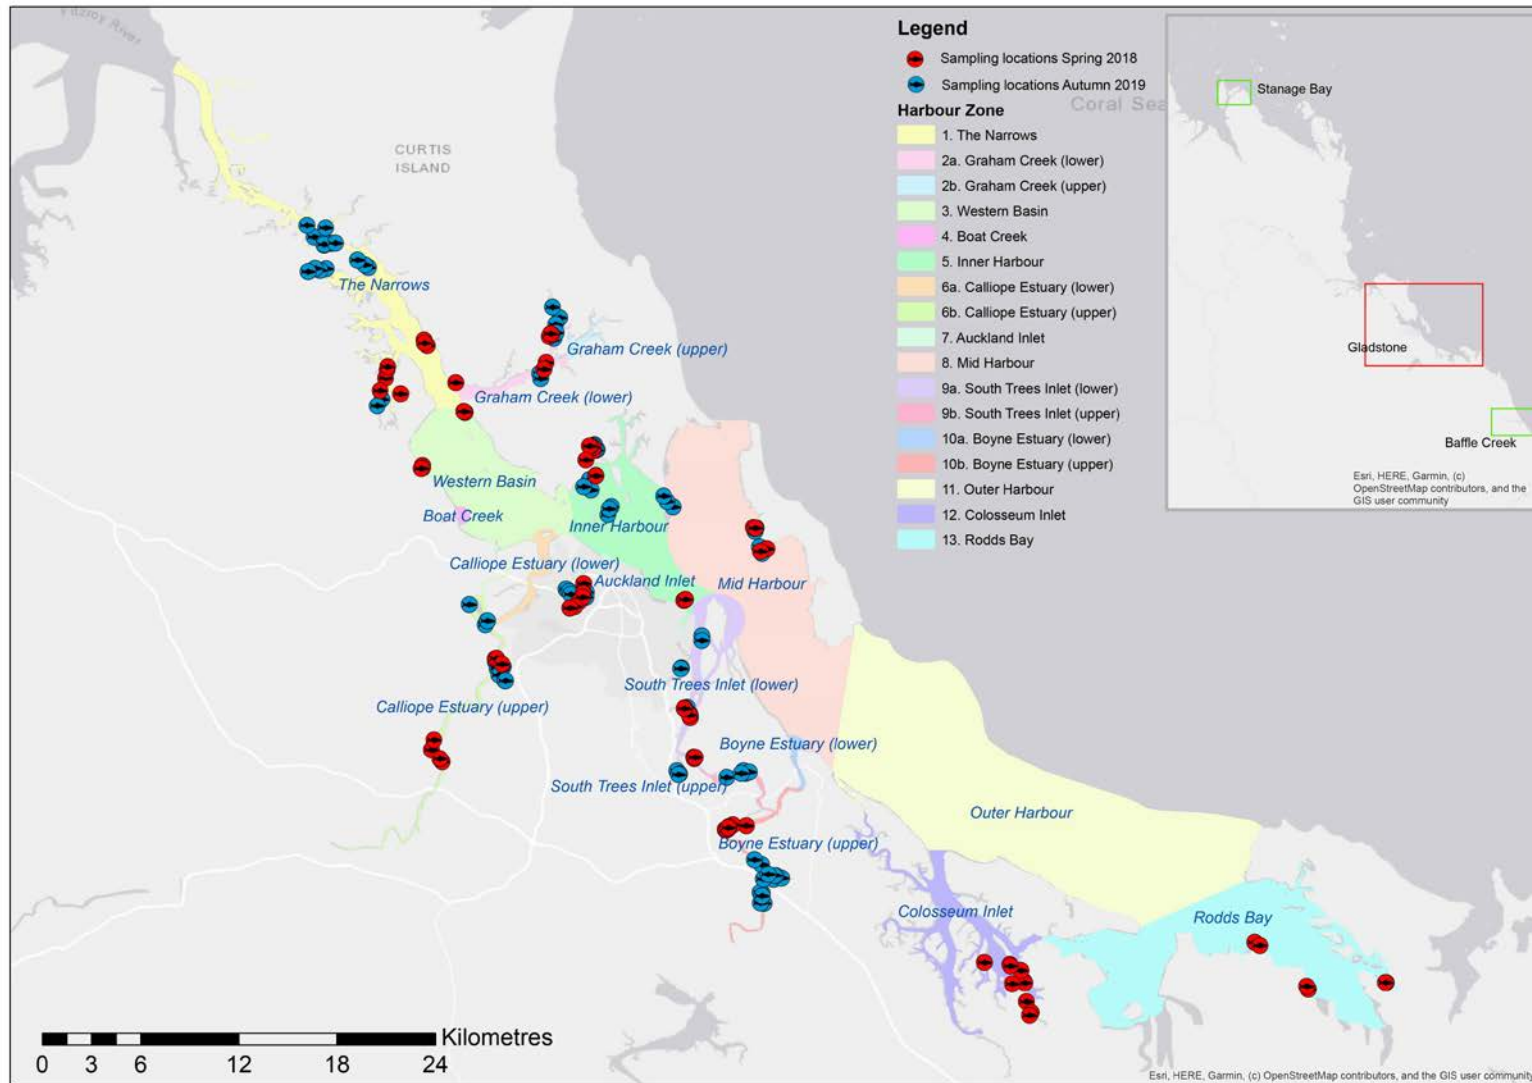 Fitzroy River
CURTIS
ISLAND
The Narrows
Graham Creek (upper)
Graham Creek (lower)
Western Basin
Boat Creek
Inner Harbour
Calliope Estuary (lower)
Auckland Inlet
Mid Harbour
South Trees Inlet (lower)
Calliope Estuary (upper)
Boyne Estuary (lower)
South Trees Inlet (upper)
Outer Harbour
Boyne Estuary (upper)
Colosseum Inlet
Rodds Bay
Kilometres
0 3 6 12 18 24
Legend
Sampling locations Spring 2018
Sampling locations Autumn 2019
Coral Sea
Harbour Zone
1. The Narrows
2a. Graham Creek (lower)
2b. Graham Creek (upper)
3. Western Basin
4. Boat Creek
5. Inner Harbour
6a. Calliope Estuary (lower)
6b. Calliope Estuary (upper)
7. Auckland Inlet
8. Mid Harbour
9a. South Trees Inlet (lower)
9b. South Trees Inlet (upper)
10a. Boyne Estuary (lower)
10b. Boyne Estuary (upper)
11. Outer Harbour
12. Colosseum Inlet
13. Rodds Bay
Stanage Bay
Gladstone
Baffle Creek
Esri, HERE, Garmin, (c)
OpenStreetMap contributors, and the
GIS user community
Esri, HERE, Garmin, (c) OpenStreetMap contributors, and the GIS user community